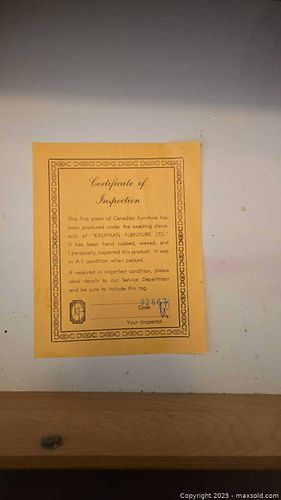 Certificate of
Inspection
This fine piece of Canadian furniture has
been produced under the exacting stand-
ards of "KAUFMAN FURNITURE LTD."
It has been hand rubbed, waxed, and
I personally inspected this product. It was
in A-1 condition when packed.
If received in imperfect condition, please
send details to our Service Department
and be sure to include this tag.
92667
Code
Your Inspector
Copyright © 2025 - maxsold.com